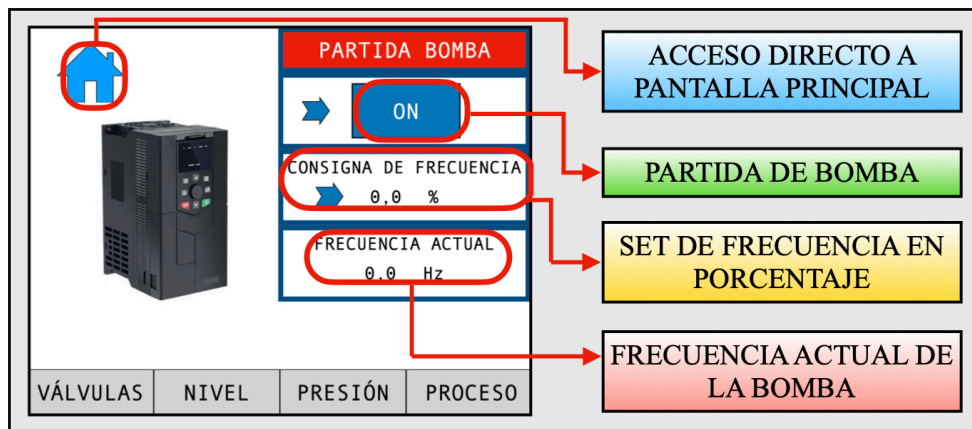 PARTIDA BOMBA
ON
CONSIGNA DE FRECUENCIA
0,0 %
FRECUENCIA ACTUAL
0.0 Hz
VÁLVULAS NIVEL PRESIÓN PROCESO
ACCESO DIRECTO A
PANTALLA PRINCIPAL
PARTIDA DE BOMBA
SET DE FRECUENCIA EN
PORCENTAJE
FRECUENCIA ACTUAL DE
LA BOMBA